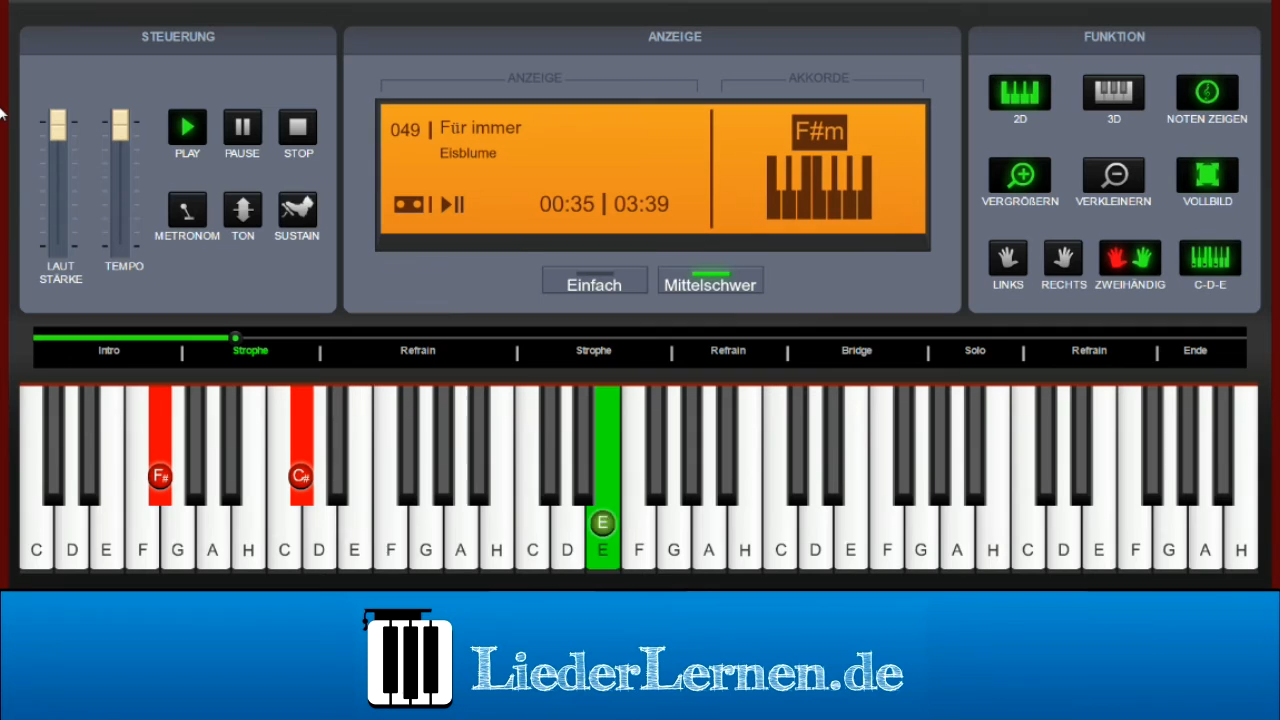 STEUERUNG
ANZEIGE
FUNKTION
ANZEIGE
AKKORDE
049 | Für immer
Eisblume
F#m
00:35 | 03:39
PLAY
PAUSE
STOP
METRONOM
TON
SUSTAIN
LAUT
STÄRKE
TEMPO
Einfach
Mittelschwer
2D
3D
NOTEN ZEIGEN
VERGRÖßERN
VERKLEINERN
VOLLBILD
LINKS
RECHTS
ZWEIHÄNDIG
C-D-E
Intro
Strophe
Refrain
Strophe
Refrain
Bridge
Solo
Refrain
Ende
F#
C#
E
C D E F G A H C D E F G A H C D E F G A H C D E F G A H C D E F G A H
LiederLernen.de